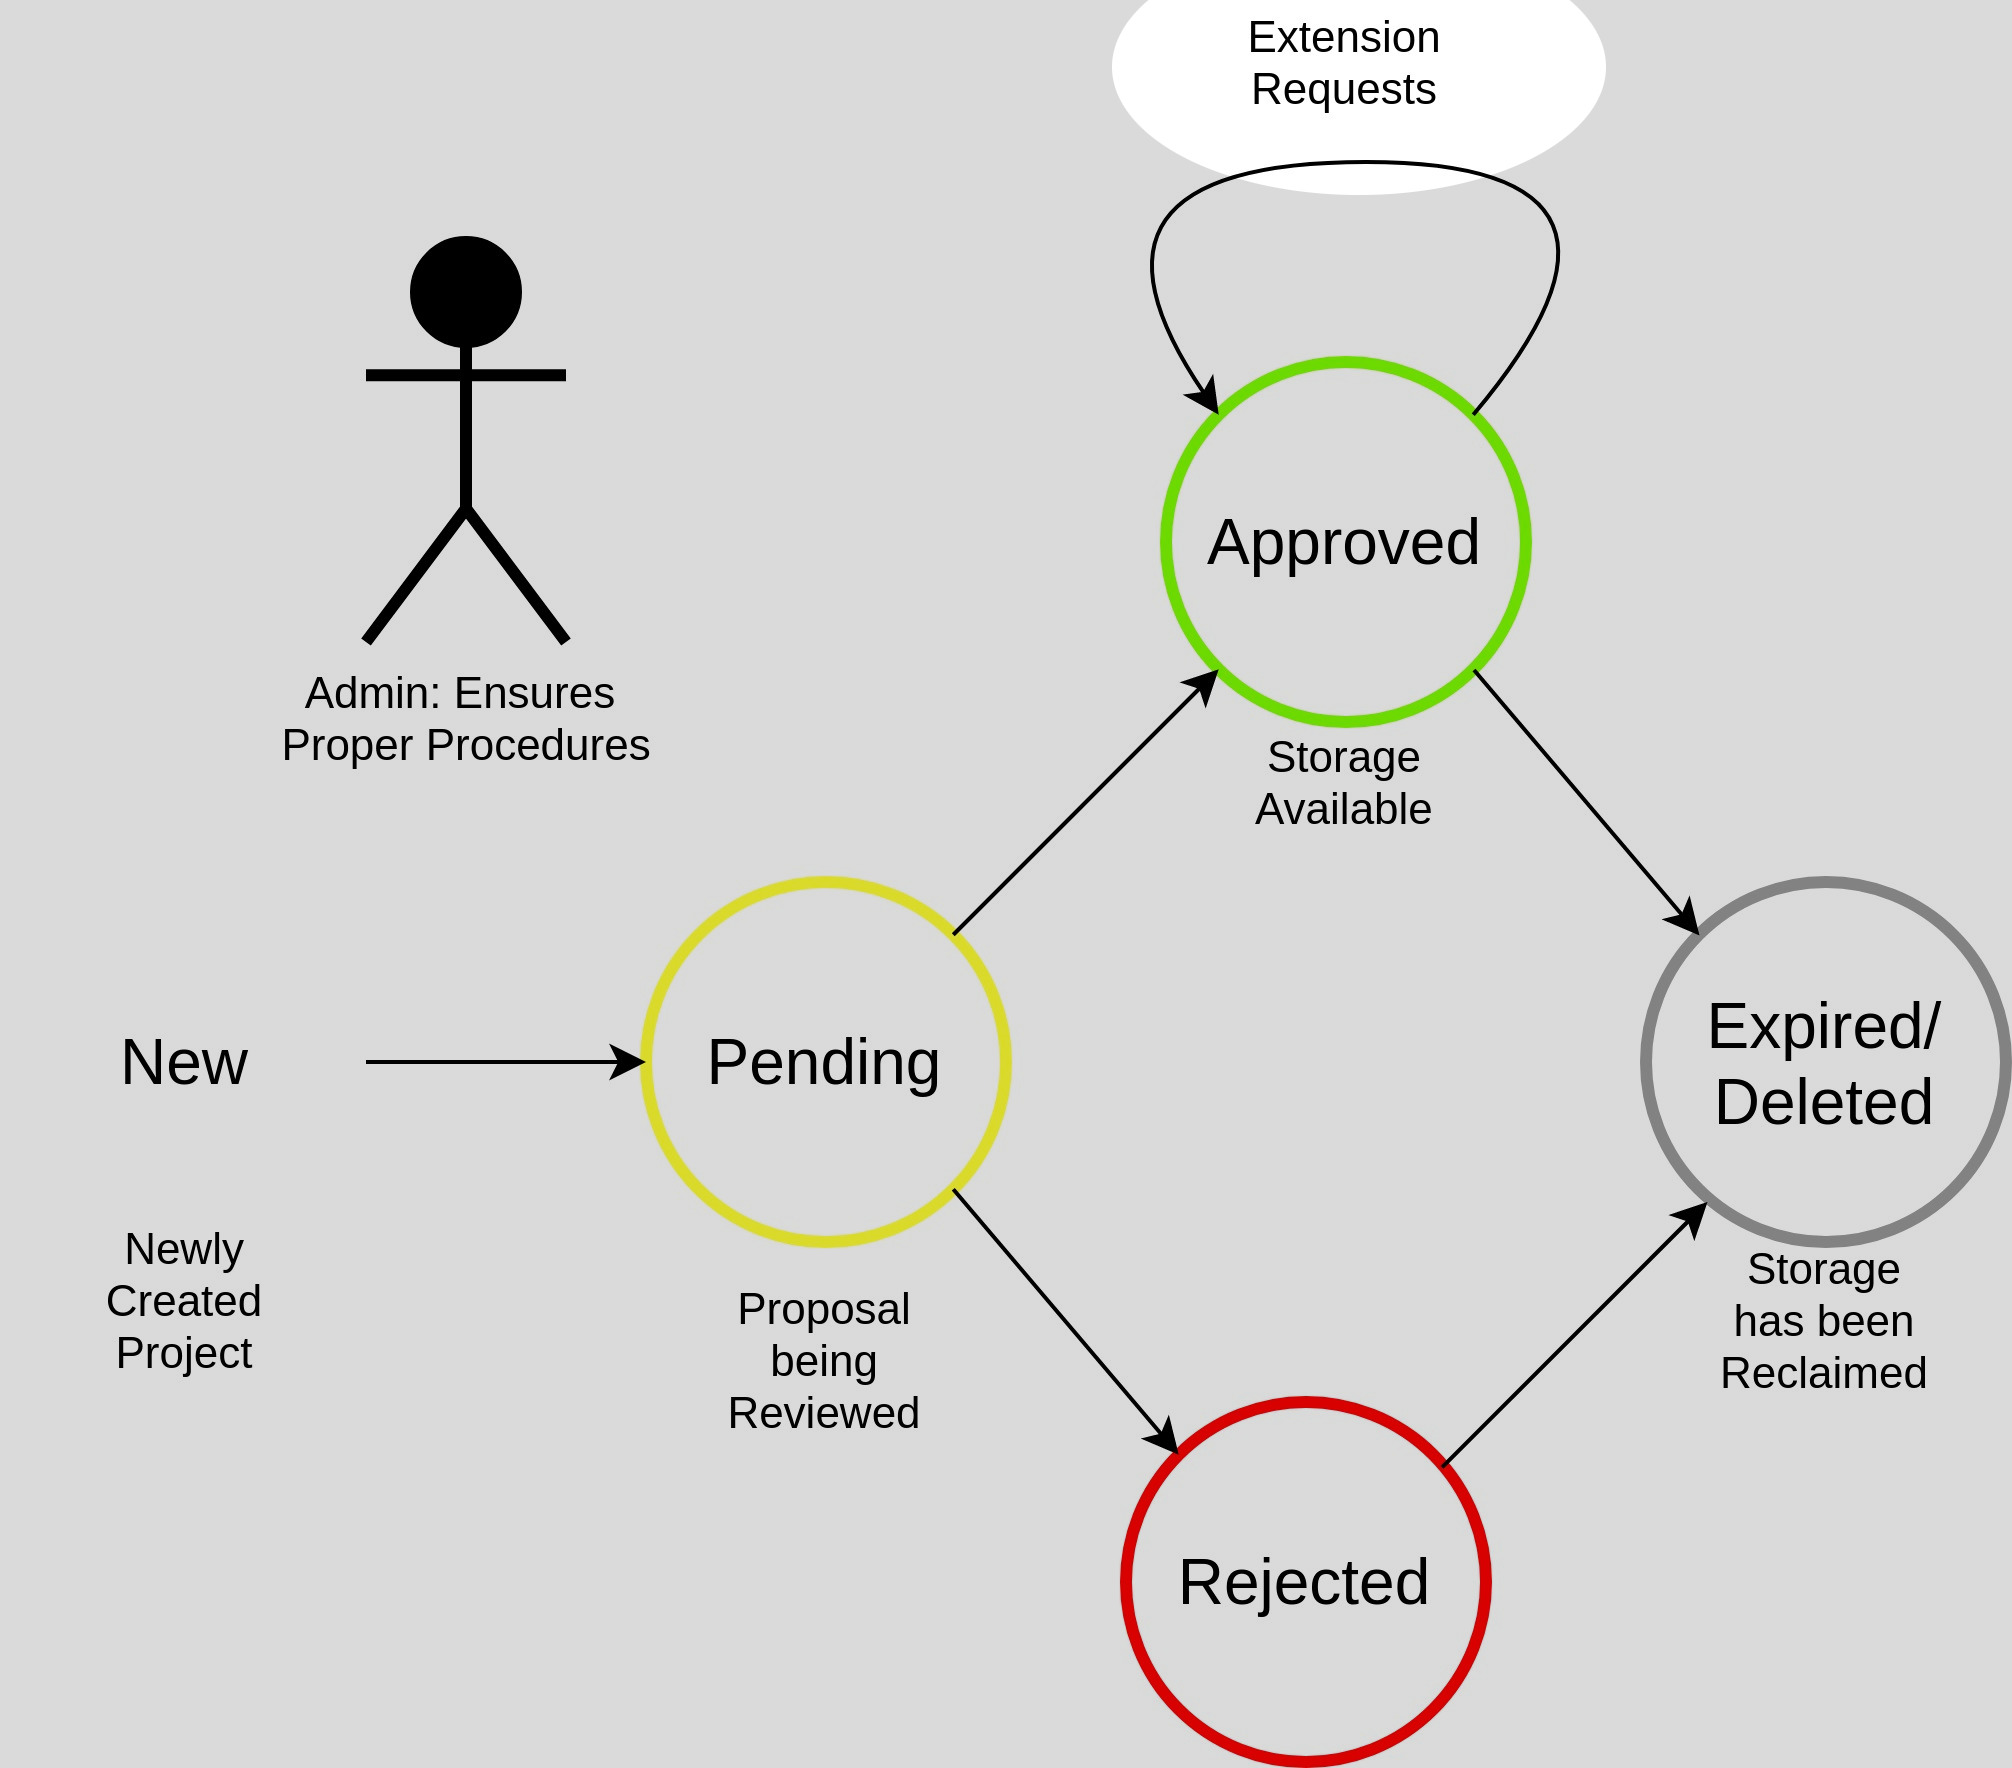 Extension
Requests
Admin: Ensures
Proper Procedures
Approved
Storage
Available
New
Newly
Created
Project
Pending
Proposal
being
Reviewed
Expired/
Deleted
Storage
has been
Reclaimed
Rejected